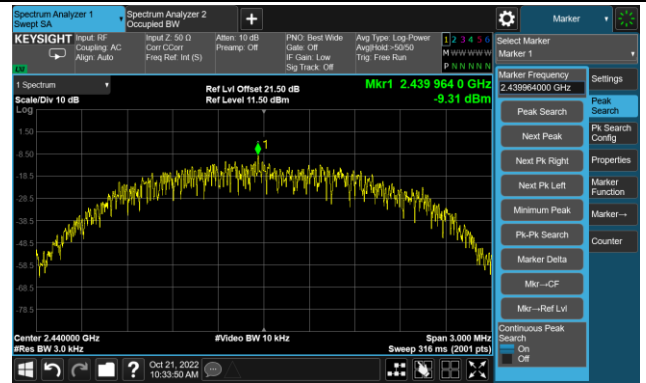 Spectrum Analyzer 1
Swept SA
Spectrum Analyzer 2
Occupied BW
Marker
KEYSIGHT
Input: RF
Coupling: AC
Align: Auto
Input Z: 50 Ω
Corr CCorr
Freq Ref: Int (S)
Atten: 10 dB
Preamp: Off
PNO: Best Wide
Gate: Off
IF Gain: Low
Sig Track: Off
Avg Type: Log-Power
Avg|Hold:>50/50
Trig: Free Run
1 2 3 4 5 6
M W W W W W
P N N N N N
Select Marker
Marker 1
1 Spectrum
Scale/Div 10 dB
Log
Ref Lvl Offset 21.50 dB
Ref Level 11.50 dBm
Mkr1 2.439 964 0 GHz
-9.31 dBm
1.50
-8.50
-18.5
-28.5
-38.5
-48.5
-58.5
-68.5
-78.5
1
Center 2.440000 GHz
#Res BW 3.0 kHz
#Video BW 10 kHz
Span 3.000 MHz
Sweep 316 ms (2001 pts)
Marker Frequency
2.439964000 GHz
Peak Search
Next Peak
Next Pk Right
Next Pk Left
Minimum Peak
Pk-Pk Search
Marker Delta
Mkr→CF
Mkr→Ref Lvl
Continuous Peak
Search
On
Off
Settings
Peak
Search
Pk Search
Config
Properties
Marker
Function
Marker→
Counter
Oct 21, 2022
10:33:50 AM